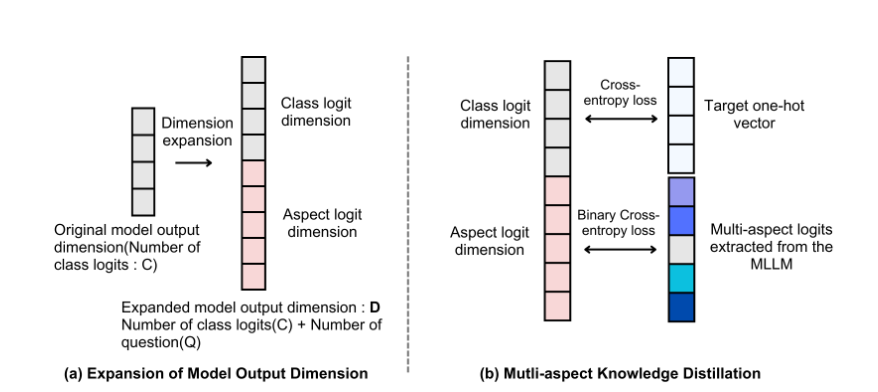 Dimension
expansion
Class logit
dimension
Aspect logit
dimension
Original model output
dimension(Number of
class logits : C)
Expanded model output dimension : D
Number of class logits(C) + Number of
question(Q)
(a) Expansion of Model Output Dimension
Class logit
dimension
Cross-
entropy loss
Target one-hot
vector
Aspect logit
dimension
Binary Cross-
entropy loss
Multi-aspect logits
extracted from the
MLLM
(b) Mutli-aspect Knowledge Distillation